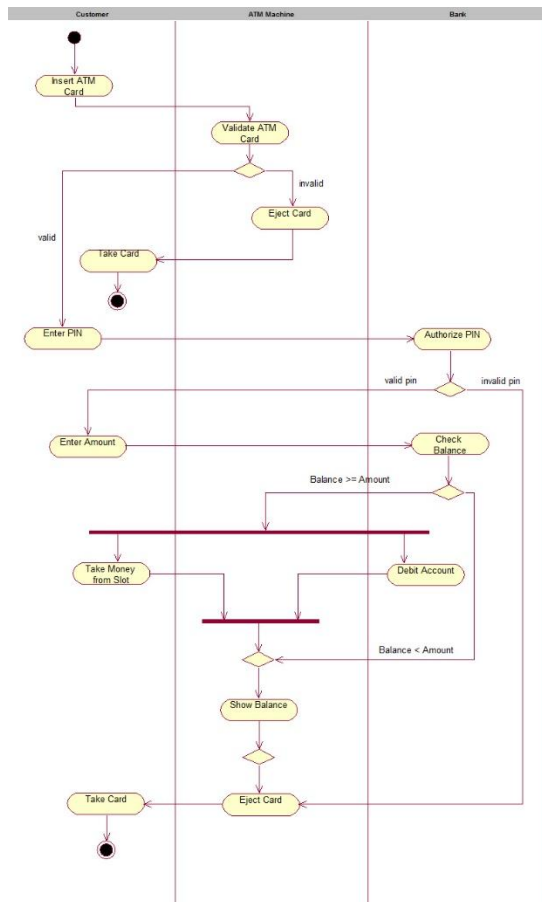 Customer
ATM Machine
Bank
Insert ATM
Card
Validate ATM
Card
invalid
Eject Card
valid
Take Card
Enter PIN
Authorize PIN
valid pin
invalid pin
Enter Amount
Check
Balance
Balance >= Amount
Take Money
from Slot
Debit Account
Balance < Amount
Show Balance
Take Card
Eject Card